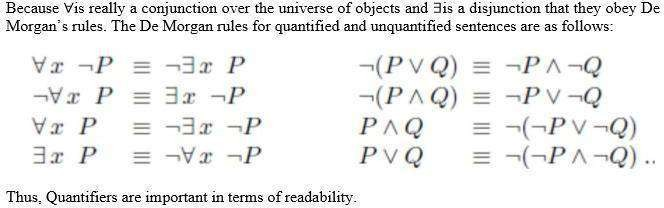 Because ∀is really a conjunction over the universe of objects and ∃is a disjunction that they obey De
Morgan's rules. The De Morgan rules for quantified and unquantified sentences are as follows:
∀x ¬P ≡ ¬∃x P ¬(P ∨ Q) ≡ ¬P ∧ ¬Q
¬∀x P ≡ ∃x ¬P ¬(P ∧ Q) ≡ ¬P ∨ ¬Q
∀x P ≡ ¬∃x ¬P P ∧ Q ≡ ¬(¬P ∨ ¬Q)
∃x P ≡ ¬∀x ¬P P ∨ Q ≡ ¬(¬P ∧ ¬Q) ..
Thus, Quantifiers are important in terms of readability.